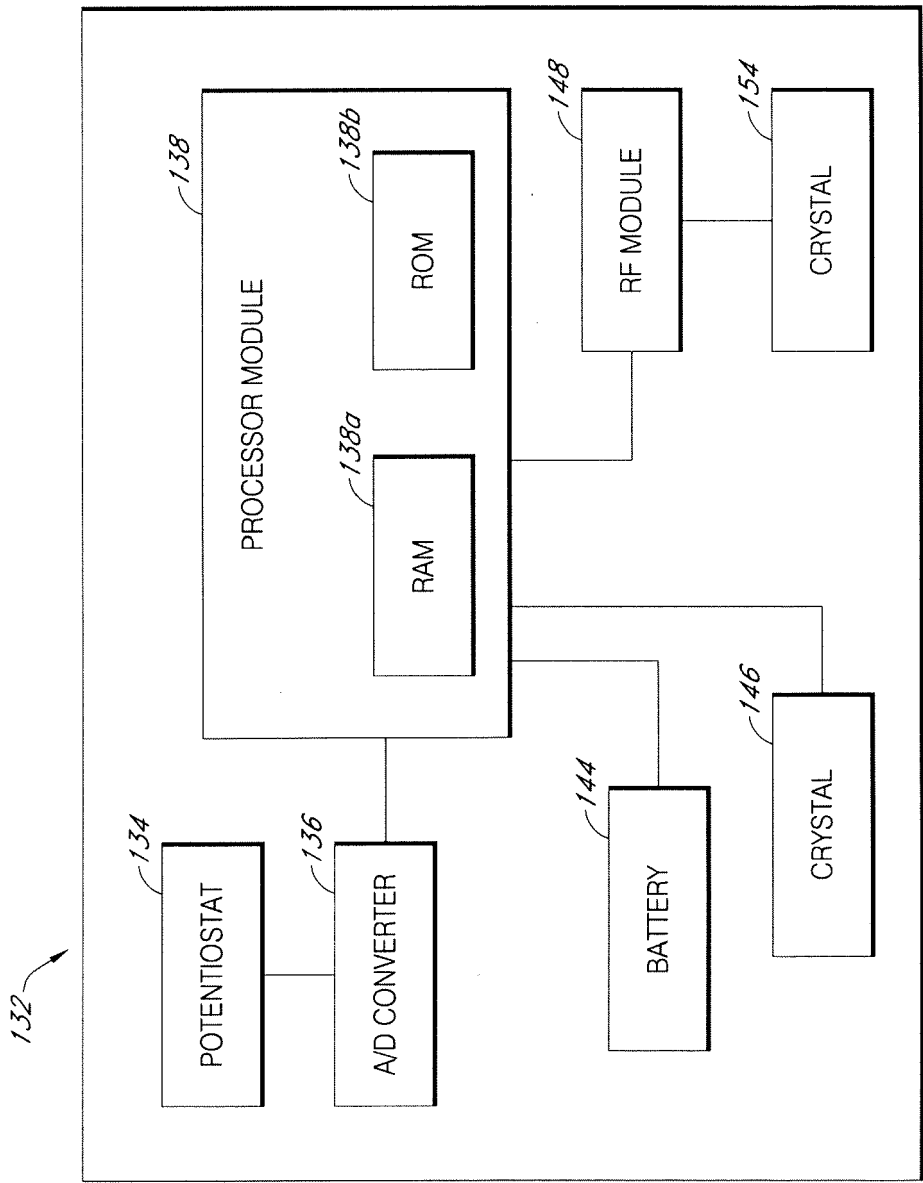 132
134
POTENTIOSTAT
136
A/D CONVERTER
138
PROCESSOR MODULE
138a
RAM
138b
ROM
144
BATTERY
146
CRYSTAL
148
RF MODULE
154
CRYSTAL